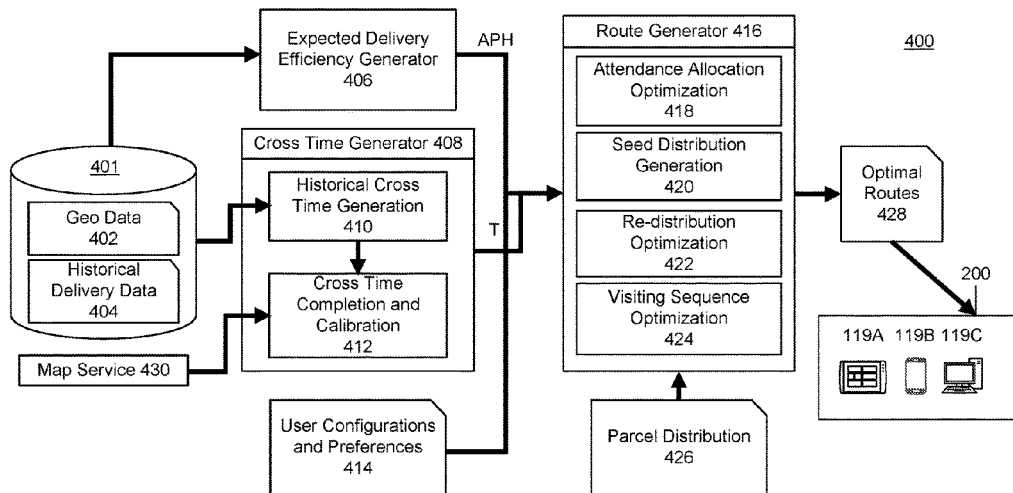 400
Expected Delivery
Efficiency Generator
406
APH
401
Geo Data
402
Historical
Delivery Data
404
Map Service 430
Cross Time Generator 408
Historical Cross
Time Generation
410
Cross Time
Completion and
Calibration
412
T
User Configurations
and Preferences
414
Route Generator 416
Attendance Allocation
Optimization
418
Seed Distribution
Generation
420
Re-distribution
Optimization
422
Visiting Sequence
Optimization
424
Parcel Distribution
426
Optimal
Routes
428
200
119A 119B 119C